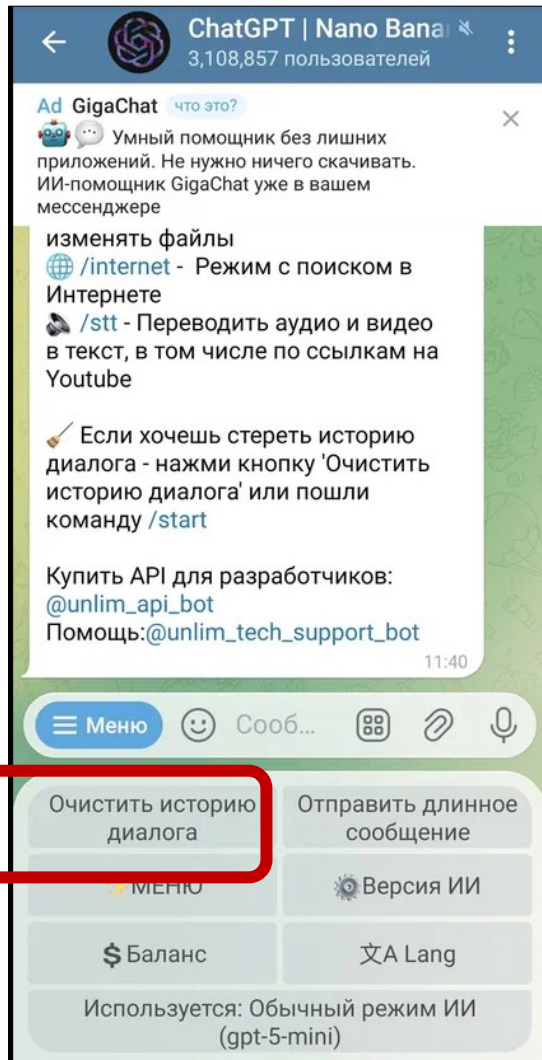 ChatGPT | Nano Bana
3,108,857 пользователей
Ad GigaChat что это?
Умный помощник без лишних
приложений. Не нужно ничего скачивать.
ИИ-помощник GigaChat уже в вашем
мессенджере
изменять файлы
/internet - Режим с поиском в
Интернете
/stt - Переводить аудио и видео
в текст, в том числе по ссылкам на
Youtube
Если хочешь стереть историю
диалога - нажми кнопку 'Очистить
историю диалога' или пошли
команду /start
Купить API для разработчиков:
@unlim_api_bot
Помощь:@unlim_tech_support_bot
11:40
Меню Сооб...
Очистить историю
диалога
Отправить длинное
сообщение
МЕНЮ
Версия ИИ
$ Баланс
文A Lang
Используется: Обычный режим ИИ
(gpt-5-mini)